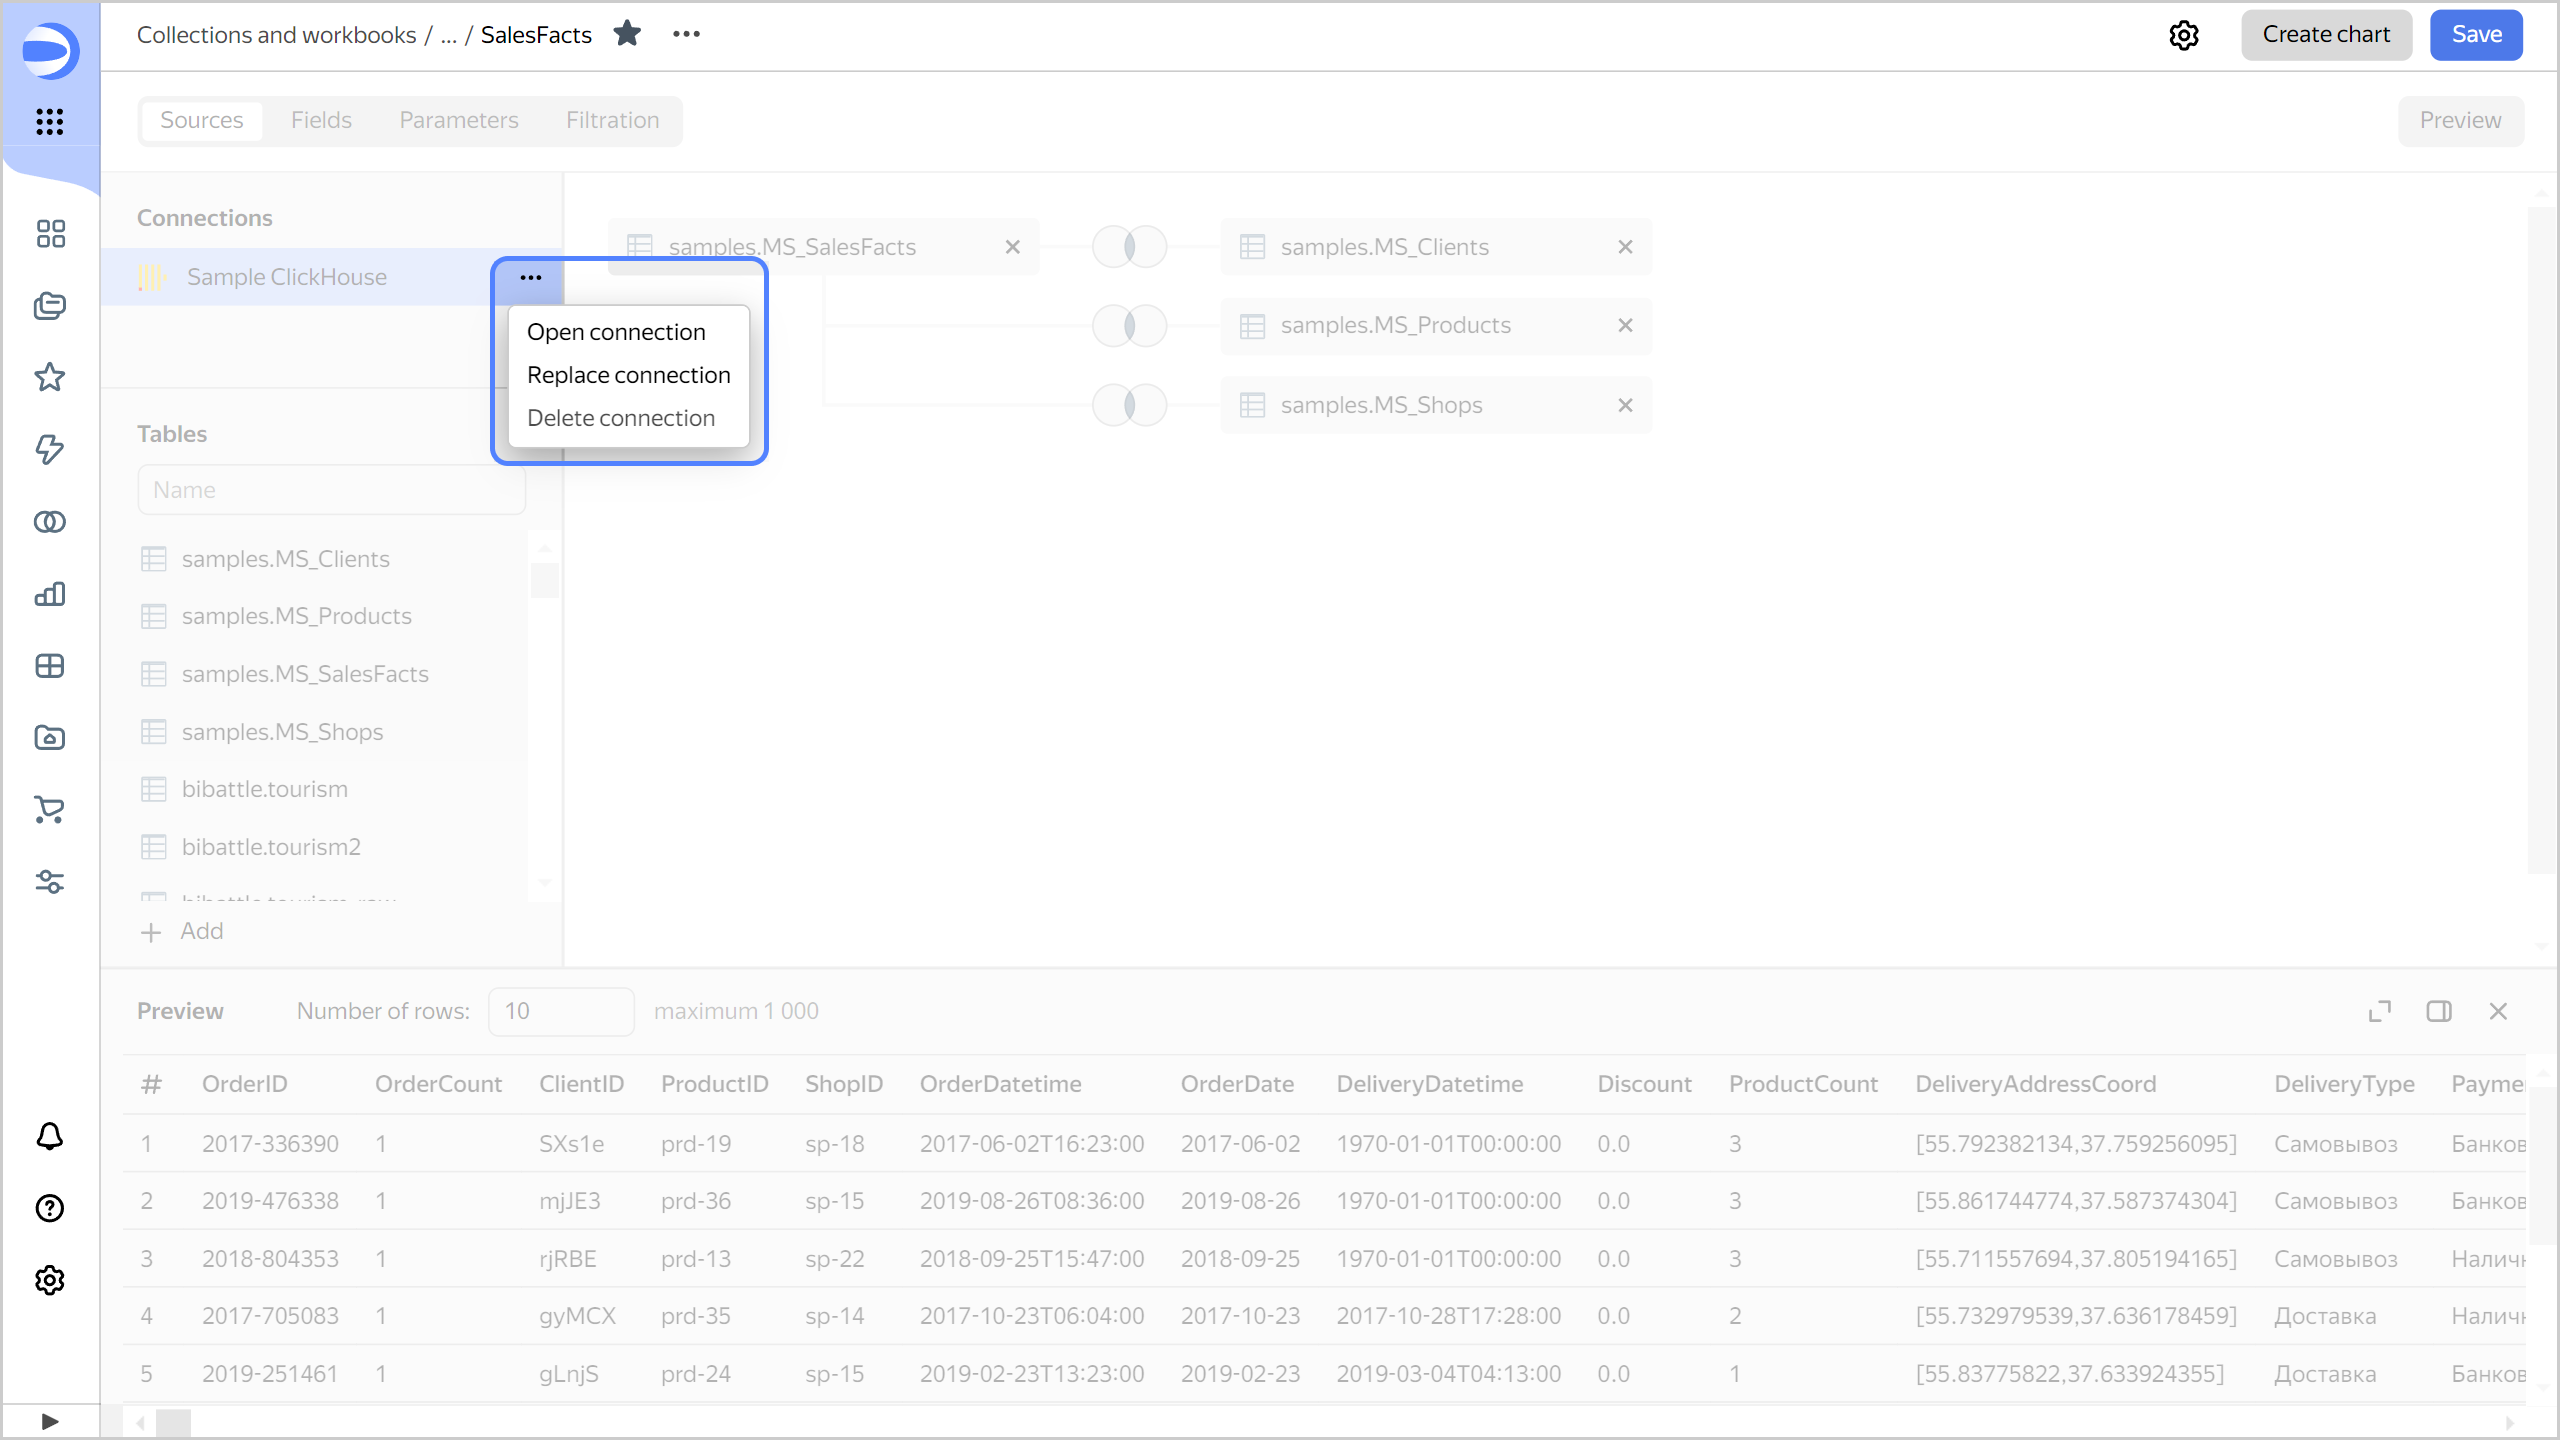 Collections and workbooks / ... / SalesFacts
Create chart
Save
Sources
Fields
Parameters
Filtration
Preview
Connections
Sample ClickHouse
Open connection
Replace connection
Delete connection
samples.MS_SalesFacts
samples.MS_Clients
samples.MS_Products
samples.MS_Shops
Tables
Name
samples.MS_Clients
samples.MS_Products
samples.MS_SalesFacts
samples.MS_Shops
bibattle.tourism
bibattle.tourism2
Add
Preview Number of rows: 10 maximum 1 000
# OrderID OrderCount ClientID ProductID ShopID OrderDatetime OrderDate DeliveryDatetime Discount ProductCount DeliveryAddressCoord DeliveryType Payme
1 2017-336390 1 SXs1e prd-19 sp-18 2017-06-02T16:23:00 2017-06-02 1970-01-01T00:00:00 0.0 3 [55.792382134,37.759256095] Самовывоз Банков
2 2019-476338 1 mjJE3 prd-36 sp-15 2019-08-26T08:36:00 2019-08-26 1970-01-01T00:00:00 0.0 3 [55.861744774,37.587374304] Самовывоз Банков
3 2018-804353 1 rjRBE prd-13 sp-22 2018-09-25T15:47:00 2018-09-25 1970-01-01T00:00:00 0.0 3 [55.711557694,37.805194165] Самовывоз Налич
4 2017-705083 1 gyMCX prd-35 sp-14 2017-10-23T06:04:00 2017-10-23 2017-10-28T17:28:00 0.0 2 [55.732979539,37.636178459] Доставка Налич
5 2019-251461 1 gLnjS prd-24 sp-15 2019-02-23T13:23:00 2019-02-23 2019-03-04T04:13:00 0.0 1 [55.83775822,37.633924355] Доставка Банков